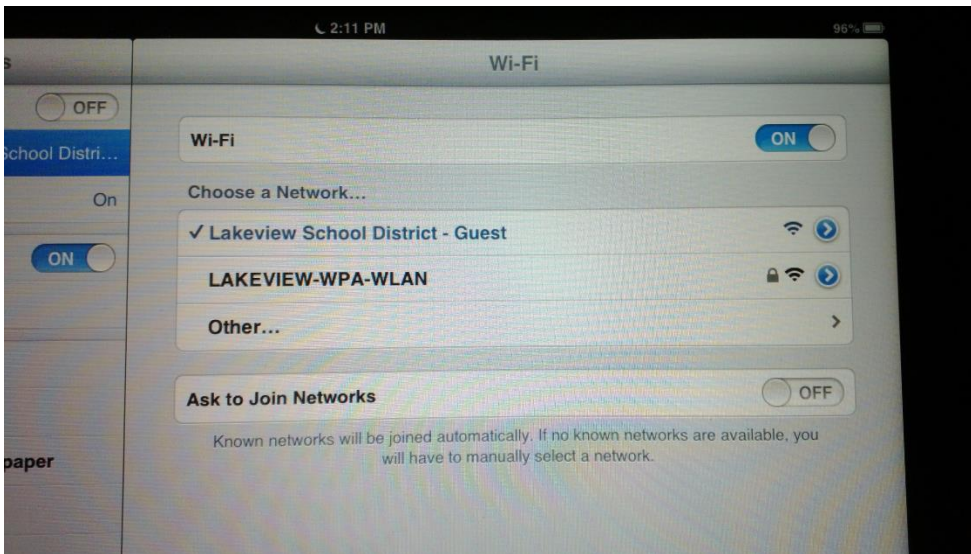 2:11 PM
96%
s
Wi-Fi
OFF
School Distri...
On
ON
paper
Wi-Fi
ON
Choose a Network...
✓ Lakeview School District - Guest
LAKEVIEW-WPA-WLAN
Other...
Ask to Join Networks
OFF
Known networks will be joined automatically. If no known networks are available, you
will have to manually select a network.